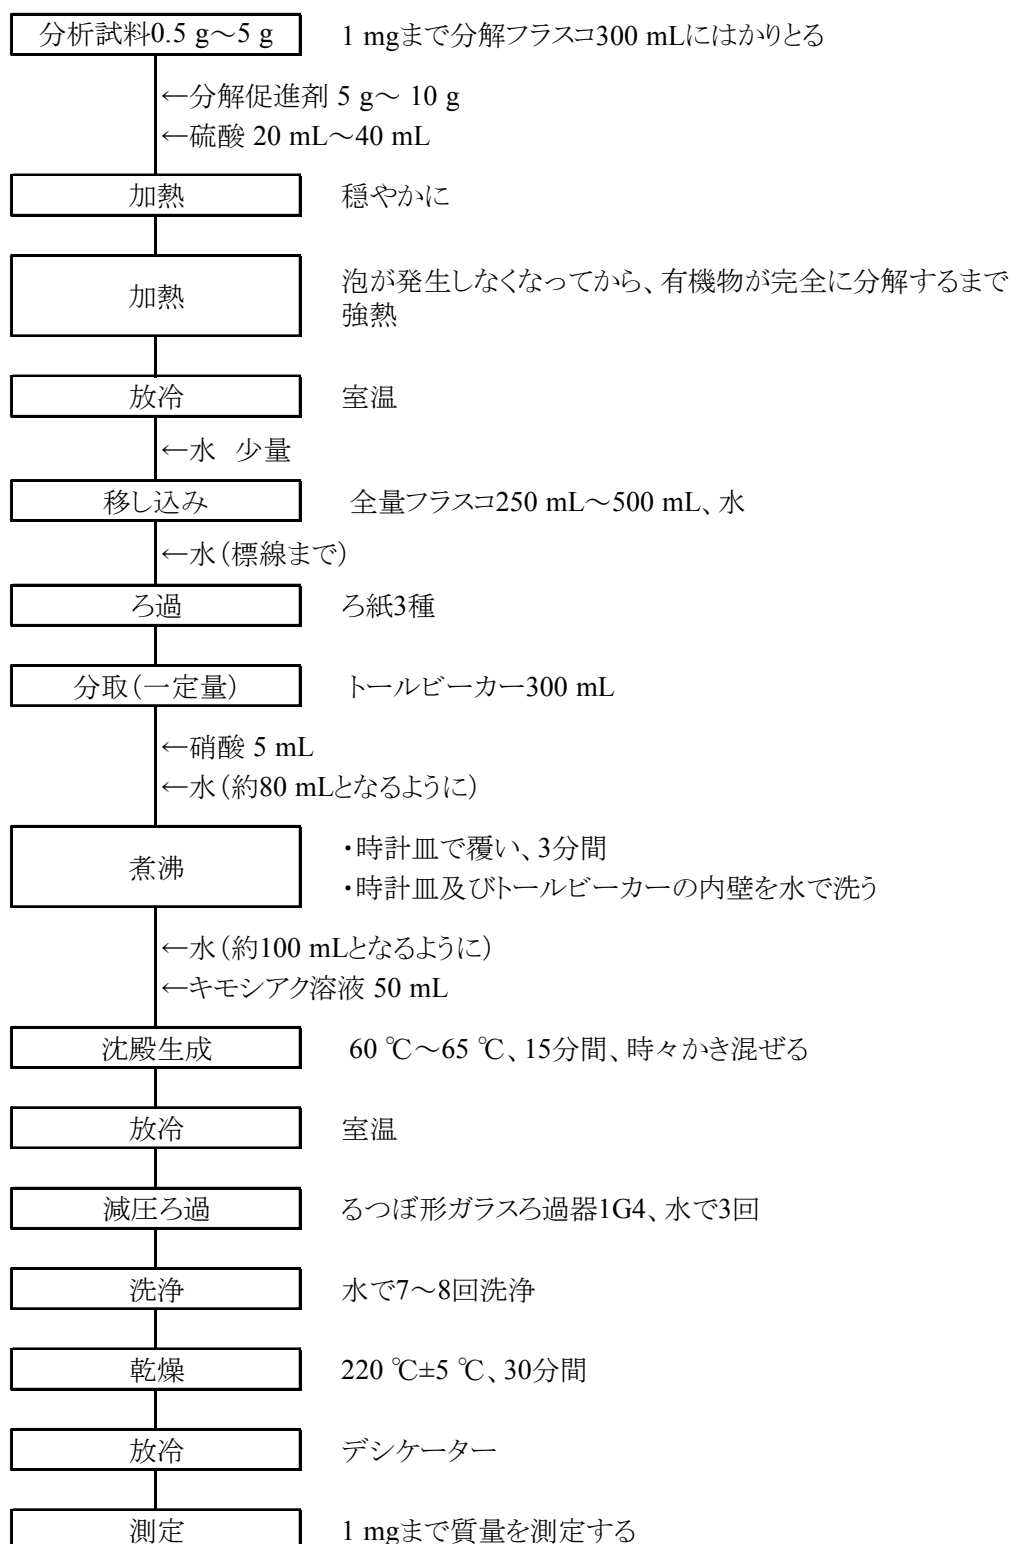 分析試料0.5 g～5 g 1 mgまで分解フラスコ300 mLにはかりとる
←分解促進剤 5 g～ 10 g
←硫酸 20 mL～40 mL
加熱 穏やかに
加熱 泡が発生しなくなってから、有機物が完全に分解するまで
強熱
放冷 室温
←水 少量
移し込み 全量フラスコ250 mL～500 mL、水
←水（標線まで）
ろ過 ろ紙3種
分取（一定量） トールビーカー300 mL
←硝酸 5 mL
←水（約80 mLとなるように）
煮沸 ・時計皿で覆い、3分間
・時計皿及びトールビーカーの内壁を水で洗う
←水（約100 mLとなるように）
←キモシアク溶液 50 mL
沈殿生成 60 ℃～65 ℃、15分間、時々かき混ぜる
放冷 室温
減圧ろ過 るつぼ形ガラスろ過器1G4、水で3回
洗浄 水で7～8回洗浄
乾燥 220 ℃±5 ℃、30分間
放冷 デシケーター
測定 1 mgまで質量を測定する